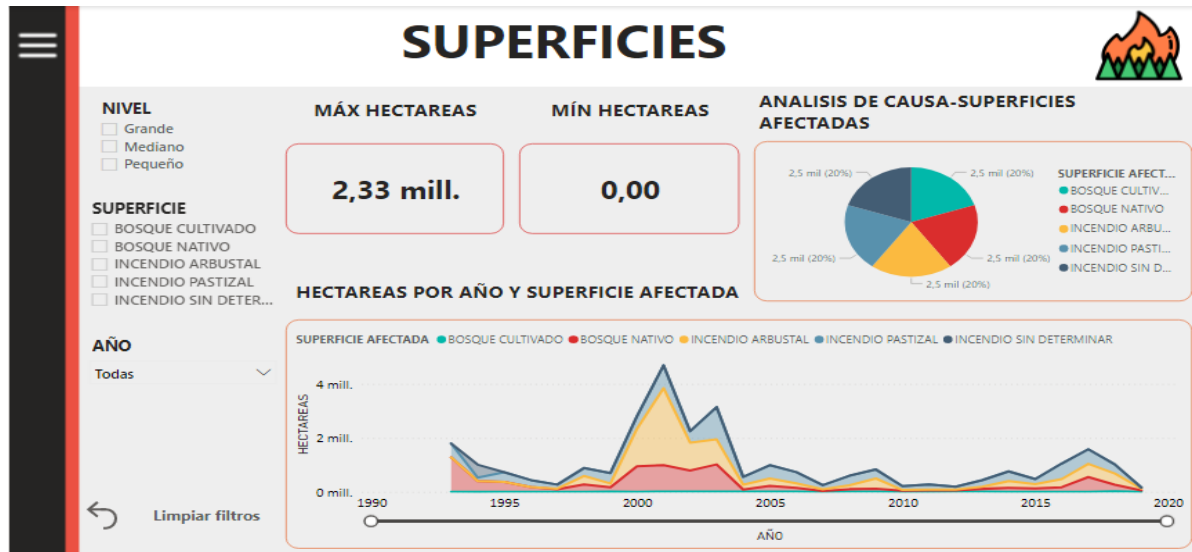 SUPERFICIES
NIVEL
Grande
Mediano
Pequeño
SUPERFICIE
BOSQUE CULTIVADO
BOSQUE NATIVO
INCENDIO ARBUSTAL
INCENDIO PASTIZAL
INCENDIO SIN DETER...
AÑO
Todas
Limpiar filtros
MÁX HECTAREAS
2,33 mill.
MÍN HECTAREAS
0,00
ANALISIS DE CAUSA-SUPERFICIES
AFECTADAS
2,5 mil (20%)
2,5 mil (20%)
2,5 mil (20%)
2,5 mil (20%)
2,5 mil (20%)
SUPERFICIE AFECT...
BOSQUE CULTIV...
BOSQUE NATIVO
INCENDIO ARBU...
INCENDIO PASTI...
INCENDIO SIN D...
HECTAREAS POR AÑO Y SUPERFICIE AFECTADA
SUPERFICIE AFECTADA BOSQUE CULTIVADO BOSQUE NATIVO INCENDIO ARBUSTAL INCENDIO PASTIZAL INCENDIO SIN DETERMINAR
HECTAREAS
4 mill.
2 mill.
0 mill.
1990 1995 2000 2005 2010 2015 2020
AÑO